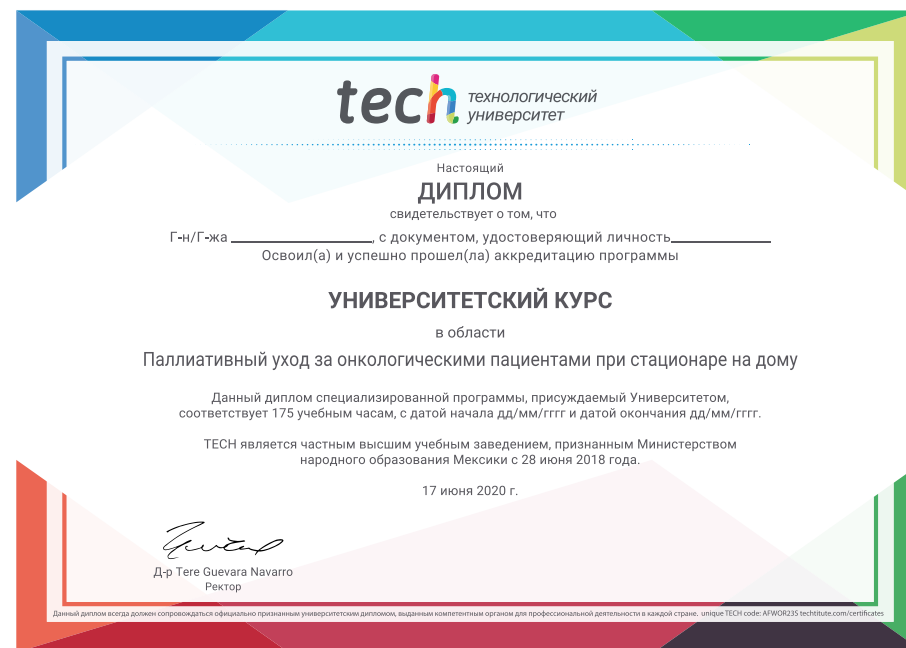 tech технологический
университет
Настоящий
ДИПЛОМ
свидетельствует о том, что
Г-н/Г-жа ____________________, с документом, удостоверяющий личность______________
Освоил(а) и успешно прошел(ла) аккредитацию программы
УНИВЕРСИТЕТСКИЙ КУРС
в области
Паллиативный уход за онкологическими пациентами при стационаре на дому
Данный диплом специализированной программы, присуждаемый Университетом,
соответствует 175 учебным часам, с датой начала дд/мм/гггг и датой окончания дд/мм/гггг.
TECH является частным высшим учебным заведением, признанным Министерством
народного образования Мексики с 28 июня 2018 года.
17 июня 2020 г.
Д-р Tere Guevara Navarro
Ректор
Данный диплом всегда должен сопровождаться официально признанным университетским дипломом, выданным компетентным органом для профессиональной деятельности в каждой стране. unique TECH code: AFWOR23S techtitute.com/certificates